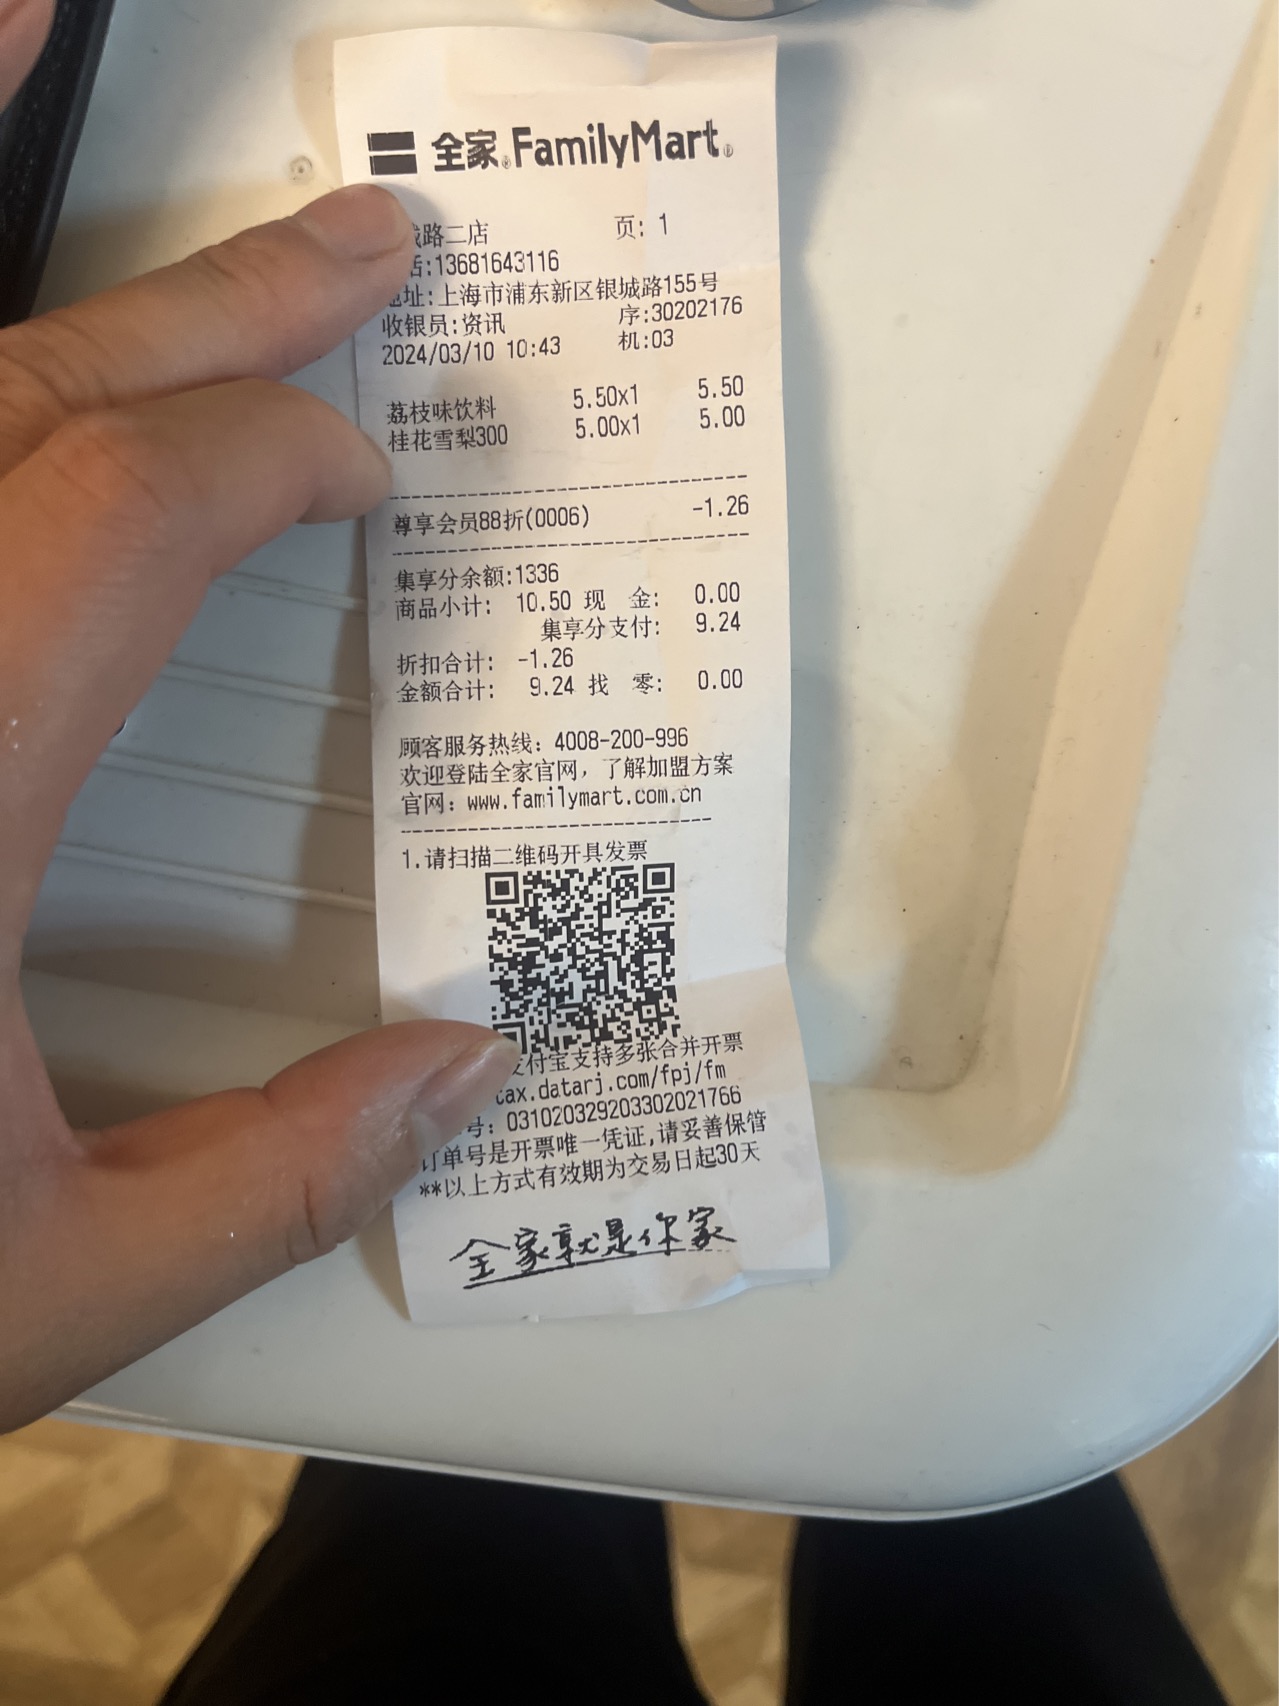 全家 FamilyMart
路二店 页: 1
:13681643116
址:上海市浦东新区银城路155号
收银员:资讯 序:30202176
2024/03/10 10:43 机:03
荔枝味饮料 5.50x1 5.50
桂花雪梨300 5.00x1 5.00
尊享会员88折(0006) -1.26
集享分余额:1336
商品小计: 10.50 现 金: 0.00
集享分支付: 9.24
折扣合计: -1.26
金额合计: 9.24 找 零: 0.00
顾客服务热线: 4008-200-996
欢迎登陆全家官网, 了解加盟方案
官网: www.familymart.com.cn
1.请扫描二维码开具发票
付宝支持多张合并开票
tax.datarj.com/fpj/fm
号: 0310203292033020217​66
订单号是开票唯一凭证,请妥善保管
**以上方式有效期为交易日起30天
全家就是你家